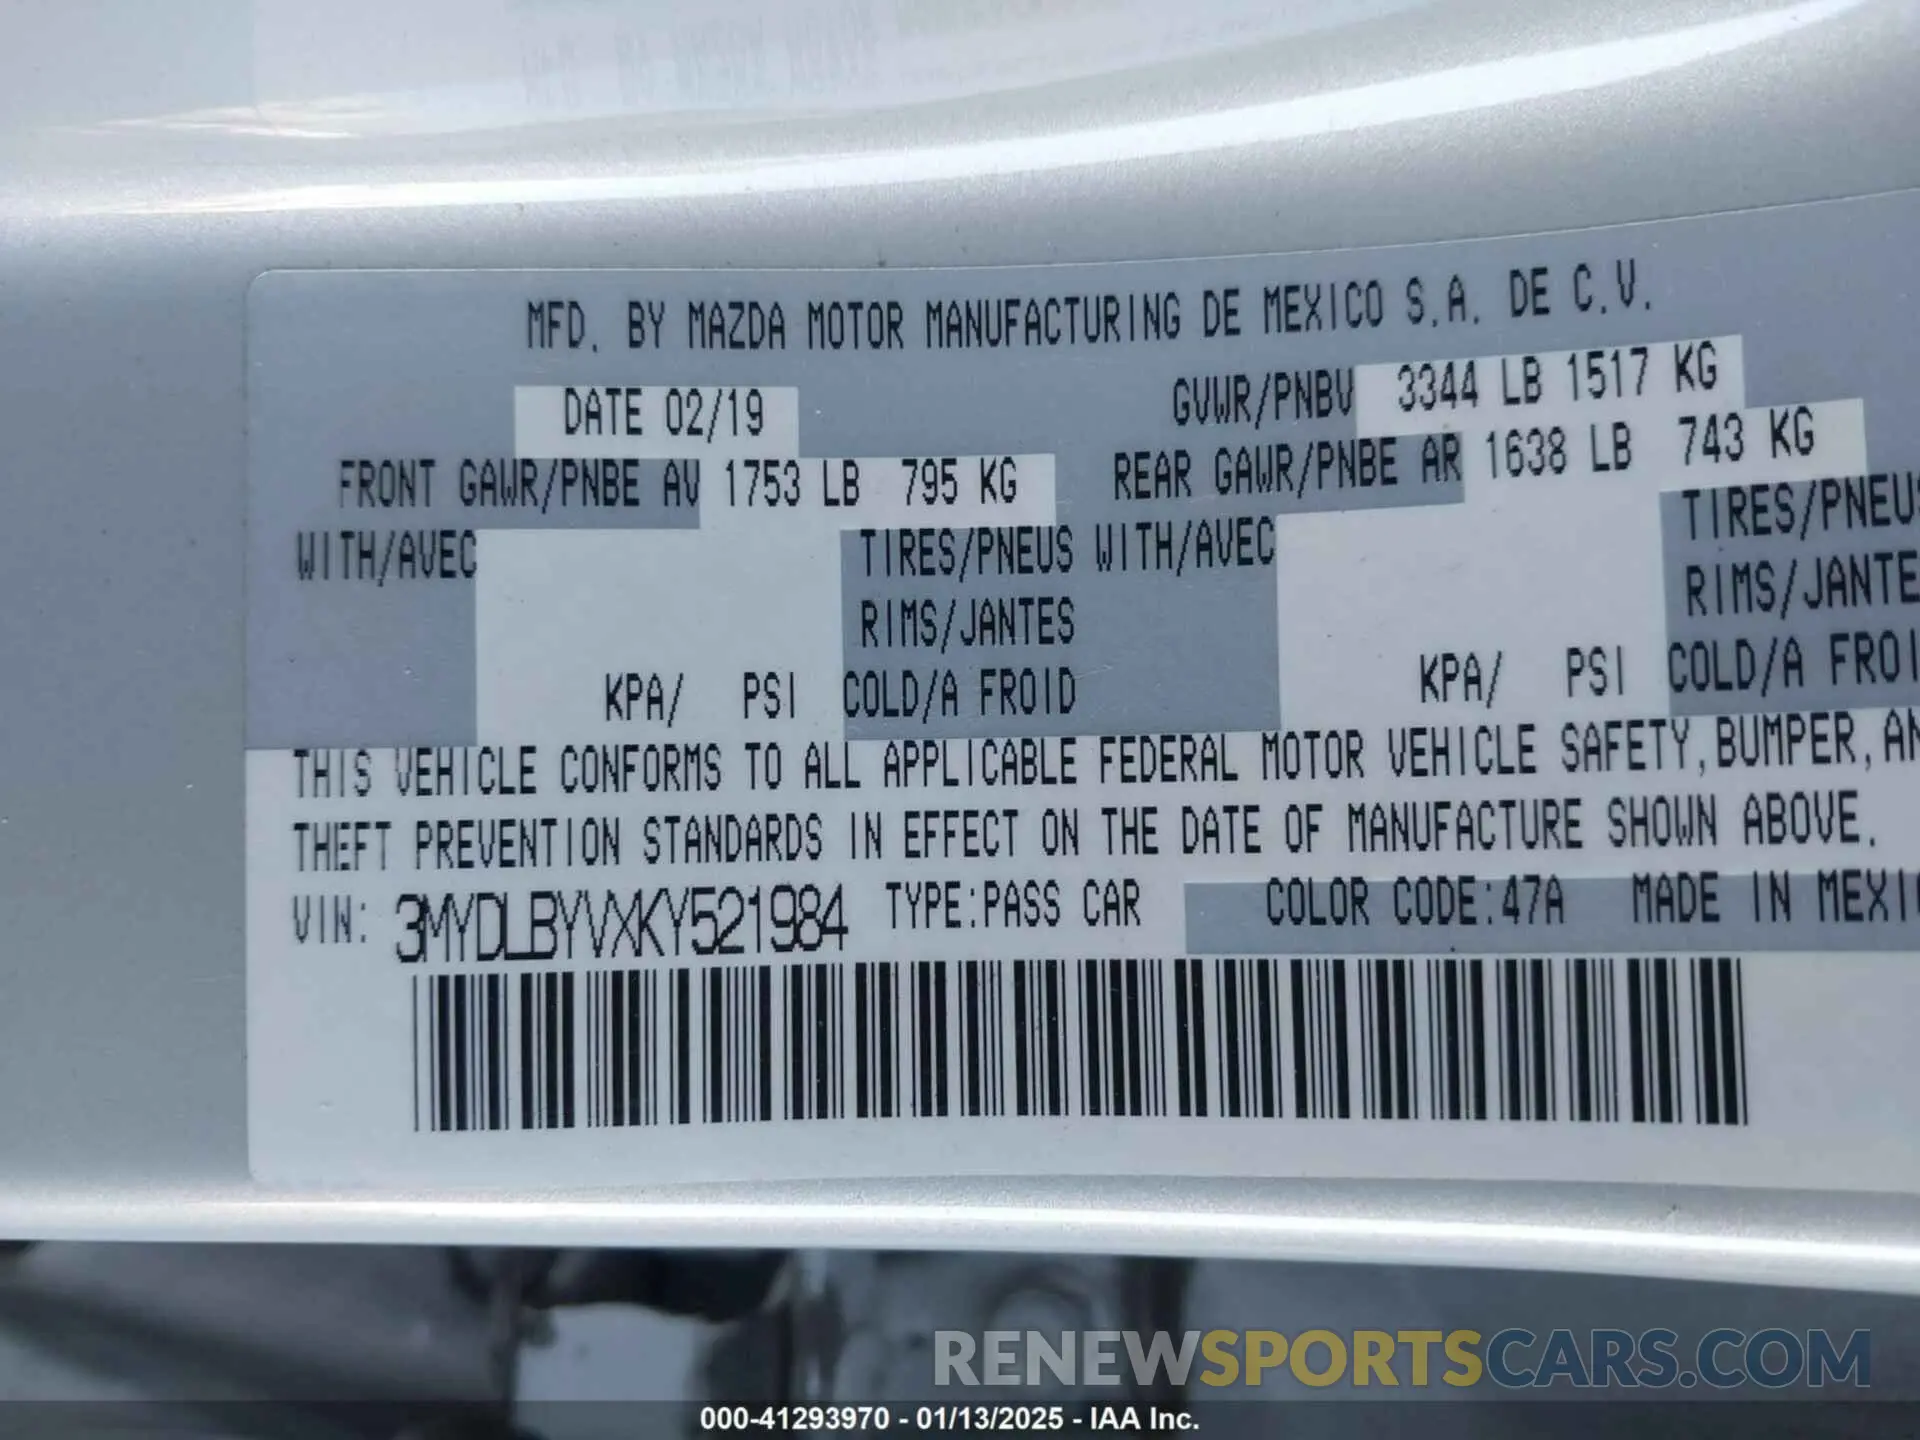 MFD. BY MAZDA MOTOR MANUFACTURING DE MEXICO S.A. DE C.V.
DATE 02/19 GVWR/PNBV 3344 LB 1517 KG
FRONT GAWR/PNBE AV 1753 LB 795 KG REAR GAWR/PNBE AR 1638 LB 743 KG
WITH/AVEC TIRES/PNEUS WITH/AVEC TIRES/PNEUS
RIMS/JANTES RIMS/JANTE
KPA/ PSI COLD/A FROID KPA/ PSI COLD/A FROI
THIS VEHICLE CONFORMS TO ALL APPLICABLE FEDERAL MOTOR VEHICLE SAFETY, BUMPER, AN
THEFT PREVENTION STANDARDS IN EFFECT ON THE DATE OF MANUFACTURE SHOWN ABOVE.
VIN: 3MYDLBYVXKY521984 TYPE:PASS CAR COLOR CODE:47A MADE IN MEXIC
RENEWSPORTSCARS.COM
000-41293970 - 01/13/2025 - IAA Inc.